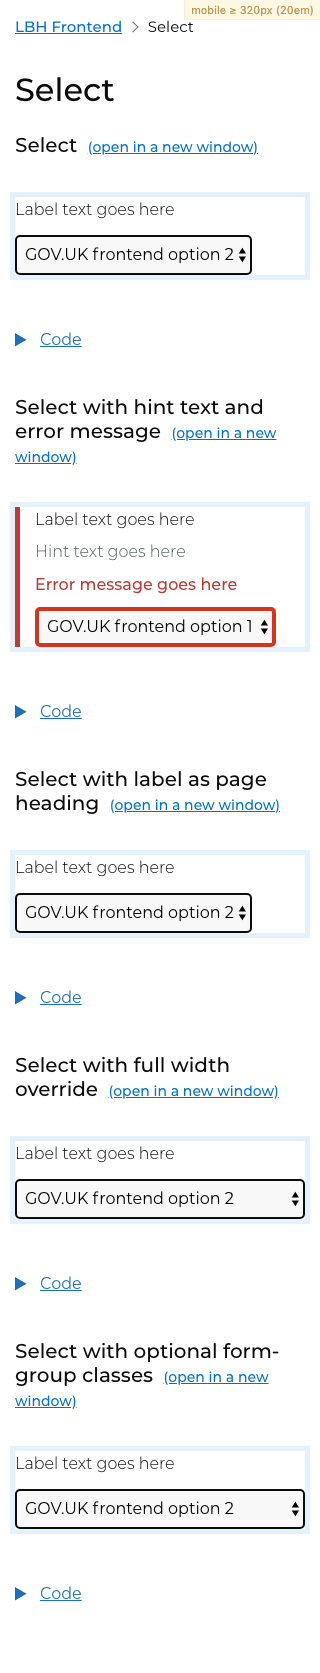 mobile ≥ 320px (20em)
LBH Frontend > Select
Select
Select (open in a new window)
Label text goes here
GOV.UK frontend option 2
Code
Select with hint text and
error message (open in a new
window)
Label text goes here
Hint text goes here
Error message goes here
GOV.UK frontend option 1
Code
Select with label as page
heading (open in a new window)
Label text goes here
GOV.UK frontend option 2
Code
Select with full width
override (open in a new window)
Label text goes here
GOV.UK frontend option 2
Code
Select with optional form-
group classes (open in a new
window)
Label text goes here
GOV.UK frontend option 2
Code